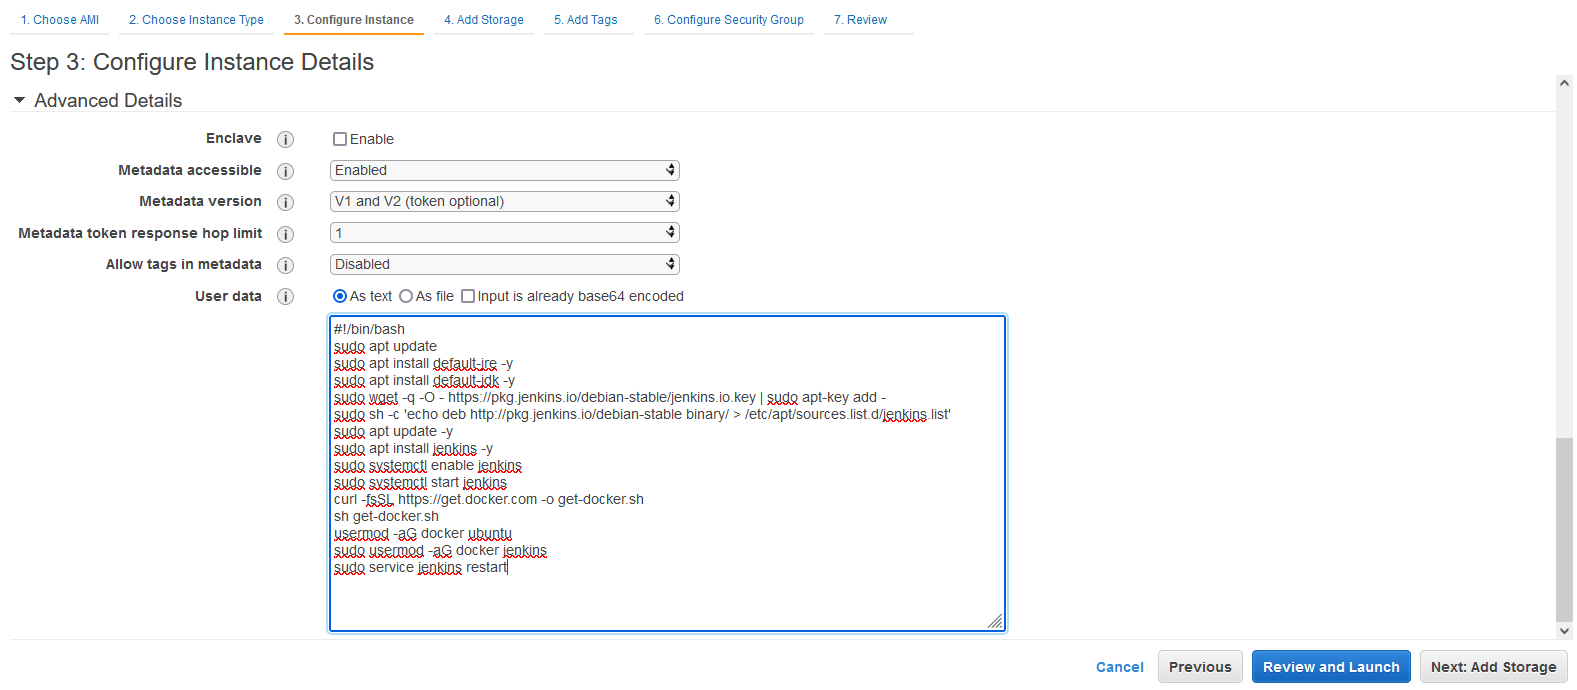 1. Choose AMI 2. Choose Instance Type 3. Configure Instance 4. Add Storage 5. Add Tags 6. Configure Security Group 7. Review
Step 3: Configure Instance Details
Advanced Details
Enclave i Enable
Metadata accessible i Enabled
Metadata version i V1 and V2 (token optional)
Metadata token response hop limit i 1
Allow tags in metadata i Disabled
User data i As text As file Input is already base64 encoded
#!/bin/bash
sudo apt update
sudo apt install default-jre -y
sudo apt install default-jdk -y
sudo wget -q -O - https://pkg.jenkins.io/debian-stable/jenkins.io.key | sudo apt-key add -
sudo sh -c 'echo deb http://pkg.jenkins.io/debian-stable binary/ > /etc/apt/sources.list.d/jenkins.list'
sudo apt update -y
sudo apt install jenkins -y
sudo systemctl enable jenkins
sudo systemctl start jenkins
curl -fsSL https://get.docker.com -o get-docker.sh
sh get-docker.sh
usermod -aG docker ubuntu
sudo usermod -aG docker jenkins
sudo service jenkins restart
Cancel Previous Review and Launch Next: Add Storage